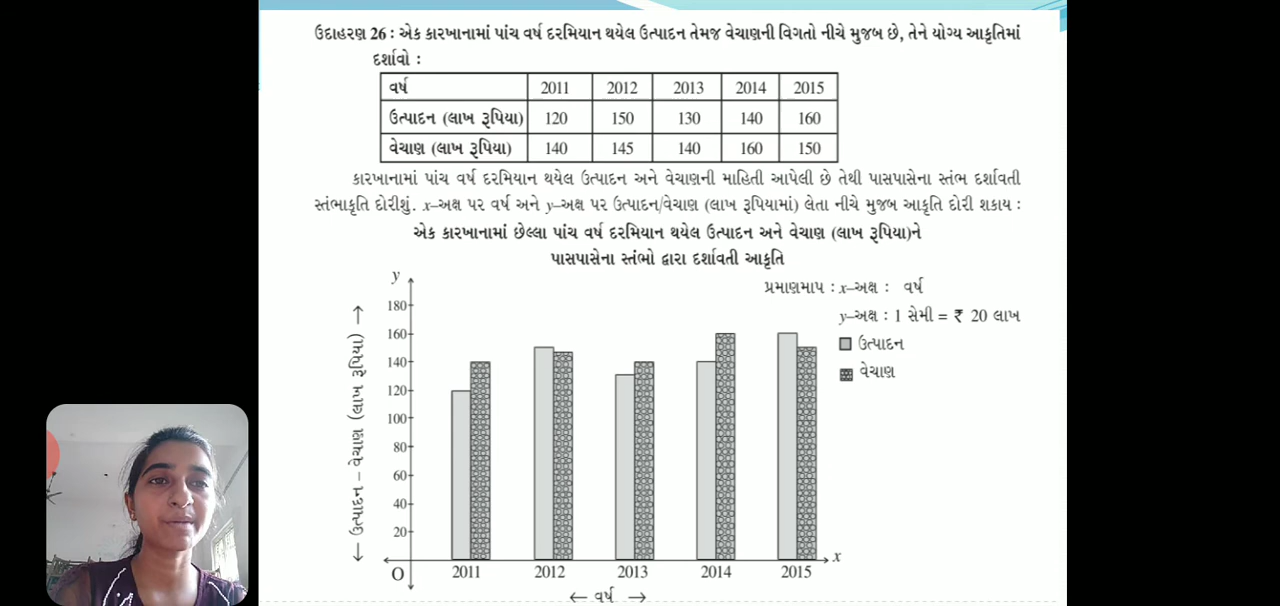 ઉદાહરણ 26 : એક કારખાનામાં પાંચ વર્ષ દરમિયાન થયેલ ઉત્પાદન તેમજ વેચાણની વિગતો નીચે મુજબ છે, તેને યોગ્ય આકૃતિમાં
દર્શાવો :
વર્ષ 2011 2012 2013 2014 2015
ઉત્પાદન (લાખ રૂપિયા) 120 150 130 140 160
વેચાણ (લાખ રૂપિયા) 140 145 140 160 150
કારખાનામાં પાંચ વર્ષ દરમિયાન થયેલ ઉત્પાદન અને વેચાણની માહિતી આપેલી છે તેથી પાસપાસેના સ્તંભ દર્શાવતી
સ્તંભાકૃતિ દોરીશું. x–અક્ષ પર વર્ષ અને y–અક્ષ પર ઉત્પાદન/વેચાણ (લાખ રૂપિયામાં) લેતા નીચે મુજબ આકૃતિ દોરી શકાય :
એક કારખાનામાં છેલ્લા પાંચ વર્ષ દરમિયાન થયેલ ઉત્પાદન અને વેચાણ (લાખ રૂપિયા)ને
પાસપાસેના સ્તંભો દ્વારા દર્શાવતી આકૃતિ
પ્રમાણમાપ : x–અક્ષ : વર્ષ
y–અક્ષ : 1 સેમી = ₹ 20 લાખ
ઉત્પાદન
વેચાણ
y
180
160
140
120
100
80
60
40
20
O
← ઉત્પાદન – વેચાણ (લાખ રૂપિયા) →
2011 2012 2013 2014 2015
x
← વર્ષ →